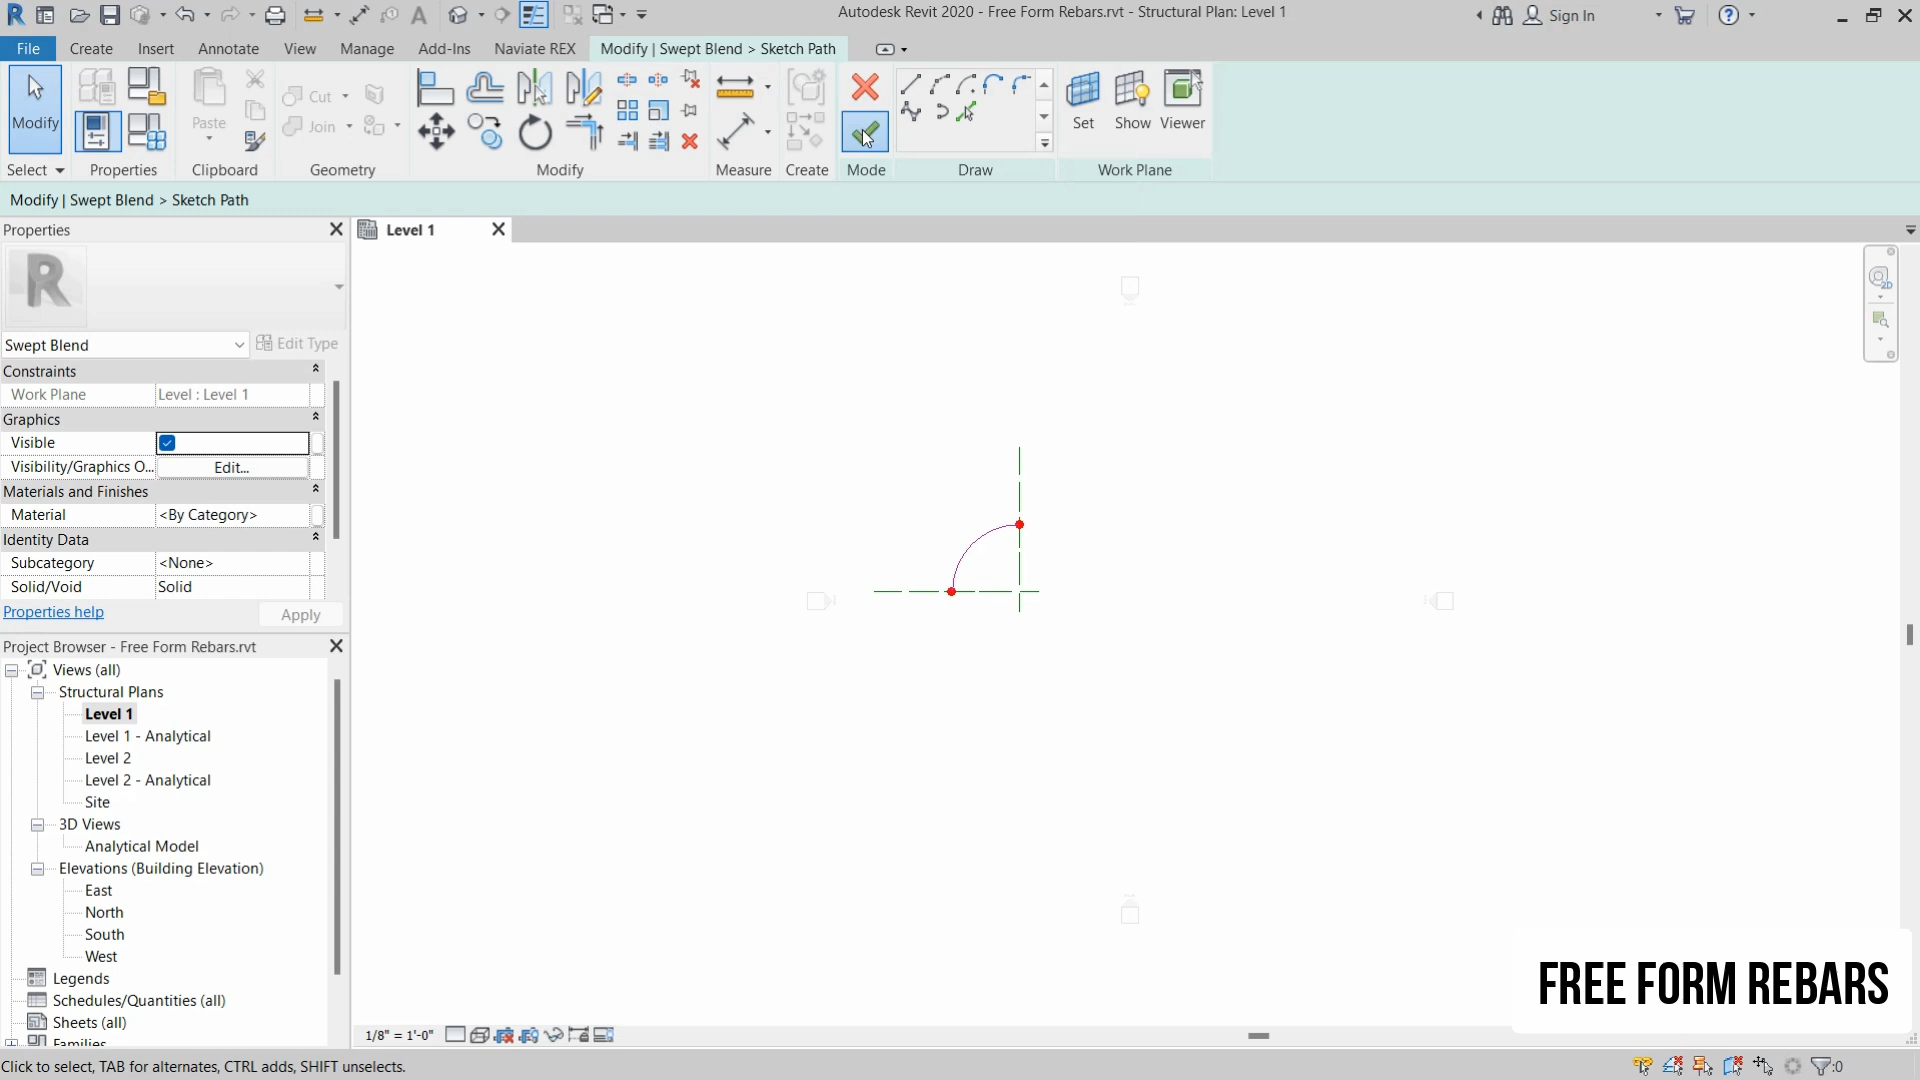 Autodesk Revit 2020 - Free Form Rebars.rvt - Structural Plan: Level 1
Sign In
File
Create
Insert
Annotate
View
Manage
Add-Ins
Naviate REX
Modify | Swept Blend > Sketch Path
Modify
Paste
Cut
Join
Set
Show
Viewer
Select
Properties
Clipboard
Geometry
Modify
Measure
Create
Mode
Draw
Work Plane
Modify | Swept Blend > Sketch Path
Properties
Level 1
R
Swept Blend
Edit Type
Constraints
Work Plane
Level : Level 1
Graphics
Visible
Visibility/Graphics O...
Edit...
Materials and Finishes
Material
<By Category>
Identity Data
Subcategory
<None>
Solid/Void
Solid
Properties help
Apply
Project Browser - Free Form Rebars.rvt
Views (all)
Structural Plans
Level 1
Level 1 - Analytical
Level 2
Level 2 - Analytical
Site
3D Views
Analytical Model
Elevations (Building Elevation)
East
North
South
West
Legends
Schedules/Quantities (all)
Sheets (all)
Families
2D
FREE FORM REBARS
1/8" = 1'-0"
Click to select, TAB for alternates, CTRL adds, SHIFT unselects.
:0